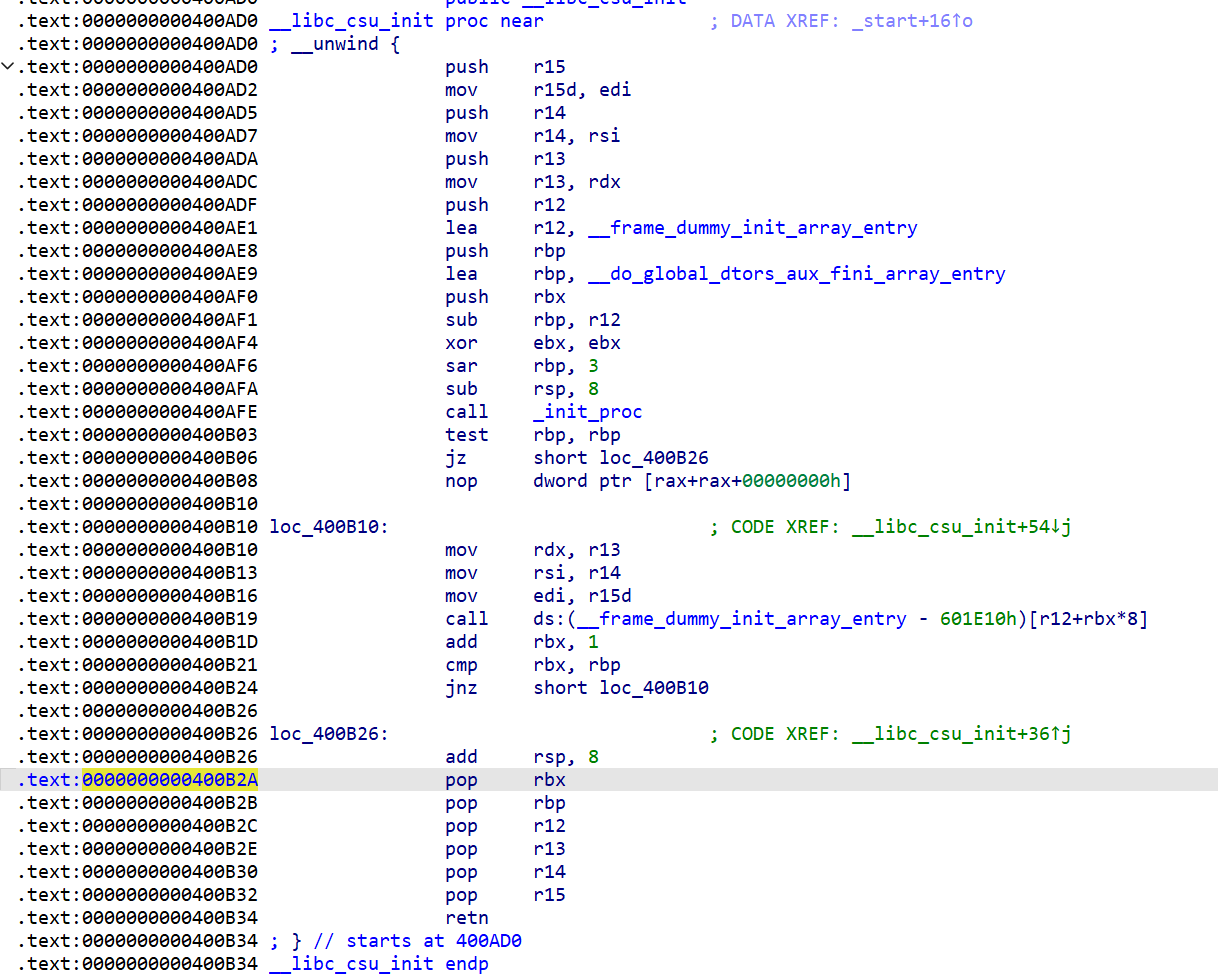 .text:0000000000400AD0 public __libc_csu_init
.text:0000000000400AD0 __libc_csu_init proc near ; DATA XREF: _start+16↑o
.text:0000000000400AD0 ; __unwind {
.text:0000000000400AD0 push r15
.text:0000000000400AD2 mov r15d, edi
.text:0000000000400AD5 push r14
.text:0000000000400AD7 mov r14, rsi
.text:0000000000400ADA push r13
.text:0000000000400ADC mov r13, rdx
.text:0000000000400ADF push r12
.text:0000000000400AE1 lea r12, __frame_dummy_init_array_entry
.text:0000000000400AE8 push rbp
.text:0000000000400AE9 lea rbp, __do_global_dtors_aux_fini_array_entry
.text:0000000000400AF0 push rbx
.text:0000000000400AF1 sub rbp, r12
.text:0000000000400AF4 xor ebx, ebx
.text:0000000000400AF6 sar rbp, 3
.text:0000000000400AFA sub rsp, 8
.text:0000000000400AFE call _init_proc
.text:0000000000400B03 test rbp, rbp
.text:0000000000400B06 jz short loc_400B26
.text:0000000000400B08 nop dword ptr [rax+rax+00000000h]
.text:0000000000400B10
.text:0000000000400B10 loc_400B10: ; CODE XREF: __libc_csu_init+54↓j
.text:0000000000400B10 mov rdx, r13
.text:0000000000400B13 mov rsi, r14
.text:0000000000400B16 mov edi, r15d
.text:0000000000400B19 call ds:(__frame_dummy_init_array_entry - 601E10h)[r12+rbx*8]
.text:0000000000400B1D add rbx, 1
.text:0000000000400B21 cmp rbx, rbp
.text:0000000000400B24 jnz short loc_400B10
.text:0000000000400B26
.text:0000000000400B26 loc_400B26: ; CODE XREF: __libc_csu_init+36↑j
.text:0000000000400B26 add rsp, 8
.text:0000000000400B2A pop rbx
.text:0000000000400B2B pop rbp
.text:0000000000400B2C pop r12
.text:0000000000400B2E pop r13
.text:0000000000400B30 pop r14
.text:0000000000400B32 pop r15
.text:0000000000400B34 retn
.text:0000000000400B34 ; } // starts at 400AD0
.text:0000000000400B34 __libc_csu_init endp